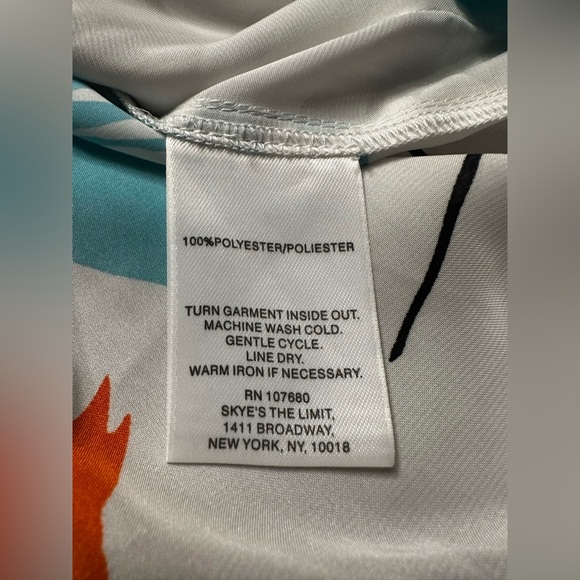 100%POLYESTER/POLIESTER
TURN GARMENT INSIDE OUT.
MACHINE WASH COLD.
GENTLE CYCLE.
LINE DRY.
WARM IRON IF NECESSARY.
RN 107680
SKYE'S THE LIMIT,
1411 BROADWAY,
NEW YORK, NY, 10018